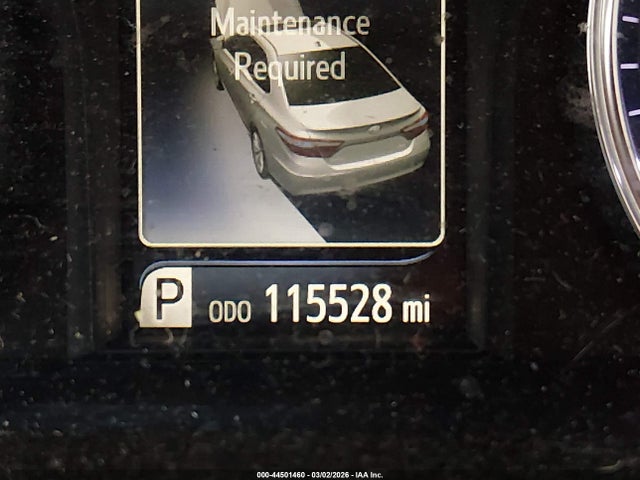 Maintenance
Required
P ODO 115528 mi
000-44501460 - 03/02/2026 - IAA Inc.